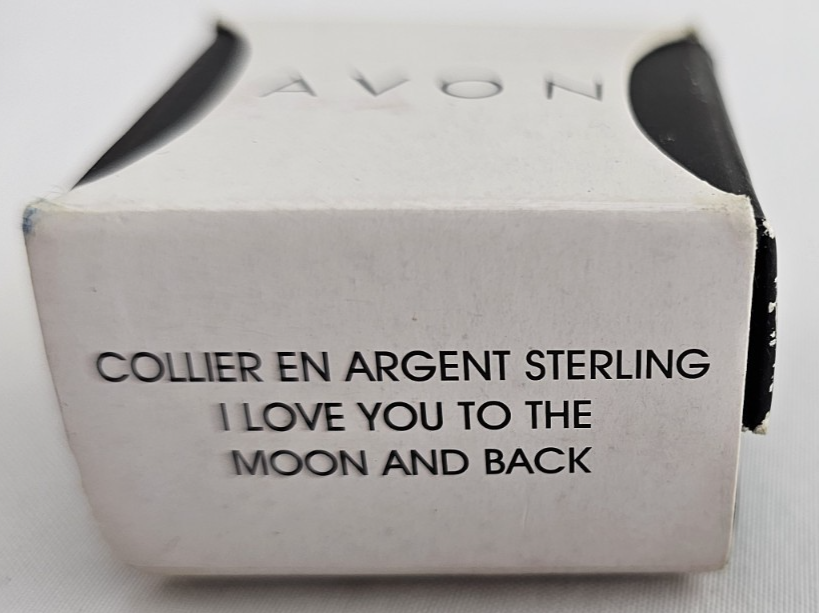 AVON
COLLIER EN ARGENT STERLING
I LOVE YOU TO THE
MOON AND BACK